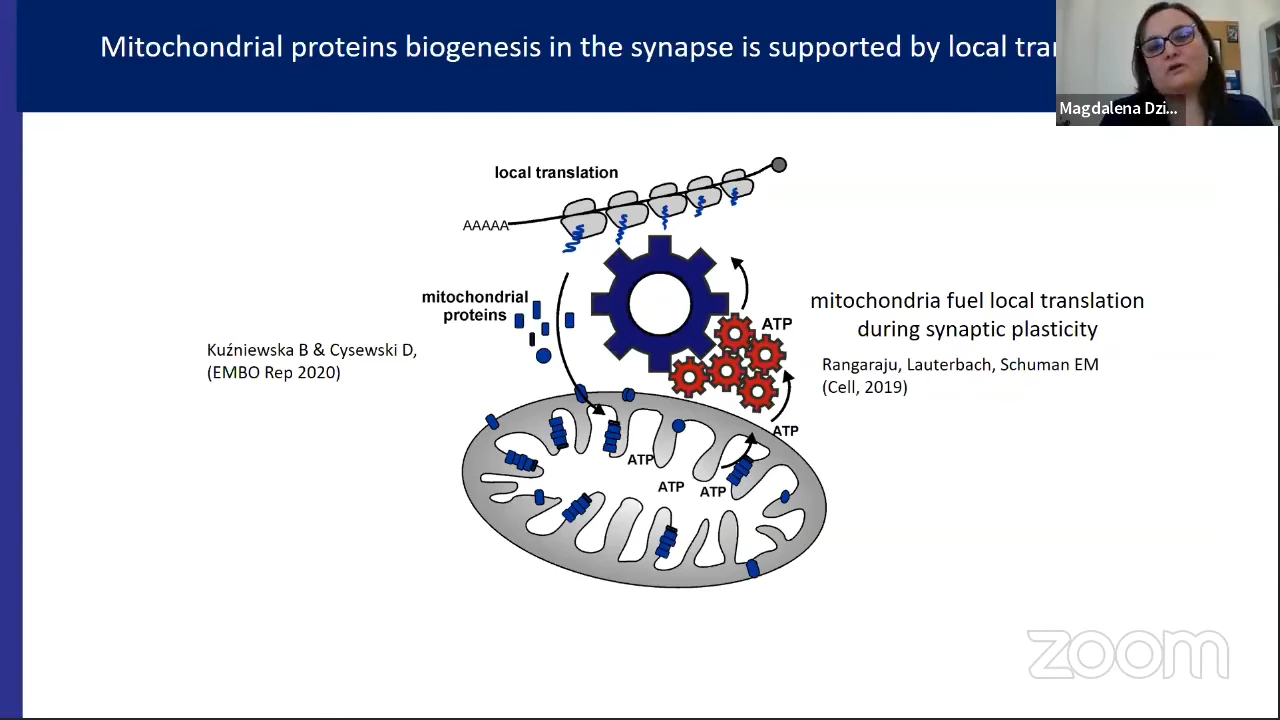 Mitochondrial proteins biogenesis in the synapse is supported by local
Magdalena Dzi...
local translation
AAAAA
mitochondrial
proteins
ATP
mitochondria fuel local translation
during synaptic plasticity
Kuźniewska B & Cysewski D,
(EMBO Rep 2020)
Rangaraju, Lauterbach, Schuman EM
(Cell, 2019)
ATP
ATP
ATP
ATP
zoom